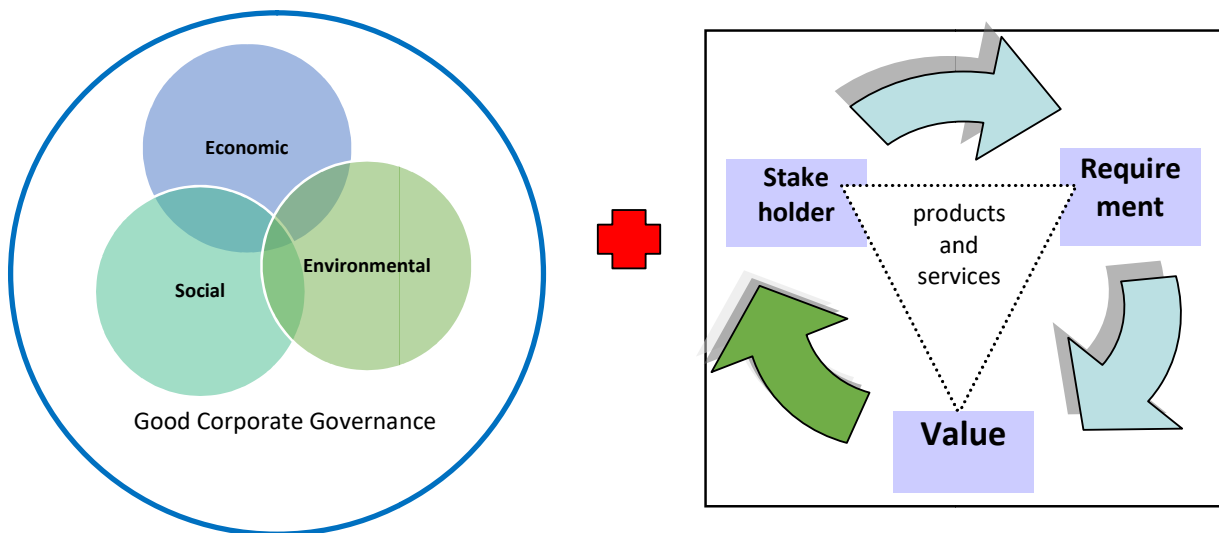 Economic
Environmental
Social
Good Corporate Governance
Stake
holder
Require
ment
products
and
services
Value